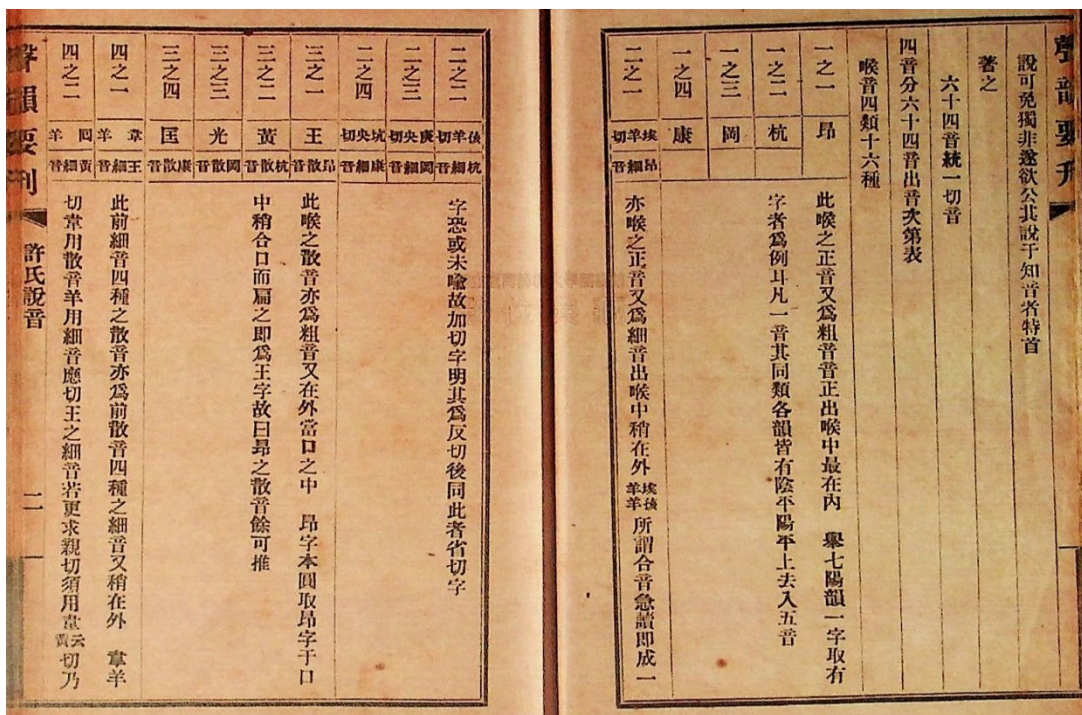 聲韻要刊
說可免獨非遂欲公其說于知音者特首
著之
六十四音統一切音
四音分六十四音出音次第表
喉音四類十六種
一之一 昂 此喉之正音又爲粗音音正出喉中最在內 舉七陽韻一字取有
一之二 杭 字者爲例耳凡一音其同類各韻皆有陰平陽平上去入五音
一之三 岡
一之四 康
二之一 埃羊切 昂細音 亦喉之正音又爲細音出喉中稍在外 埃羊後羊 所謂合音急讀即成一
二之二 後羊切 杭細音 字恐或未喩故加切字明其爲反切後同此者省切字
二之三 庚央切 岡細音
二之四 坑央切 康細音
三之一 王 昂散音 此喉之散音亦爲粗音又在外當口之中 昂字本圓取昂字于口
三之二 黃 杭散音 中稍合口而扁之即爲王字故曰昂之散音餘可推
三之三 光 岡散音
三之四 匡 康散音
四之一 韋羊 王細音 此前細音四種之散音亦爲前散音四種之細音又稍在外 韋羊
四之二 囘羊 黃細音 切韋用散音羊用細音應切王之細音若更求親切須用韋云黃切乃
聲韻要刊 許氏說音 二